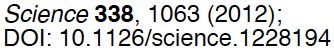 Science 338, 1063 (2012);
DOI: 10.1126/science.1228194